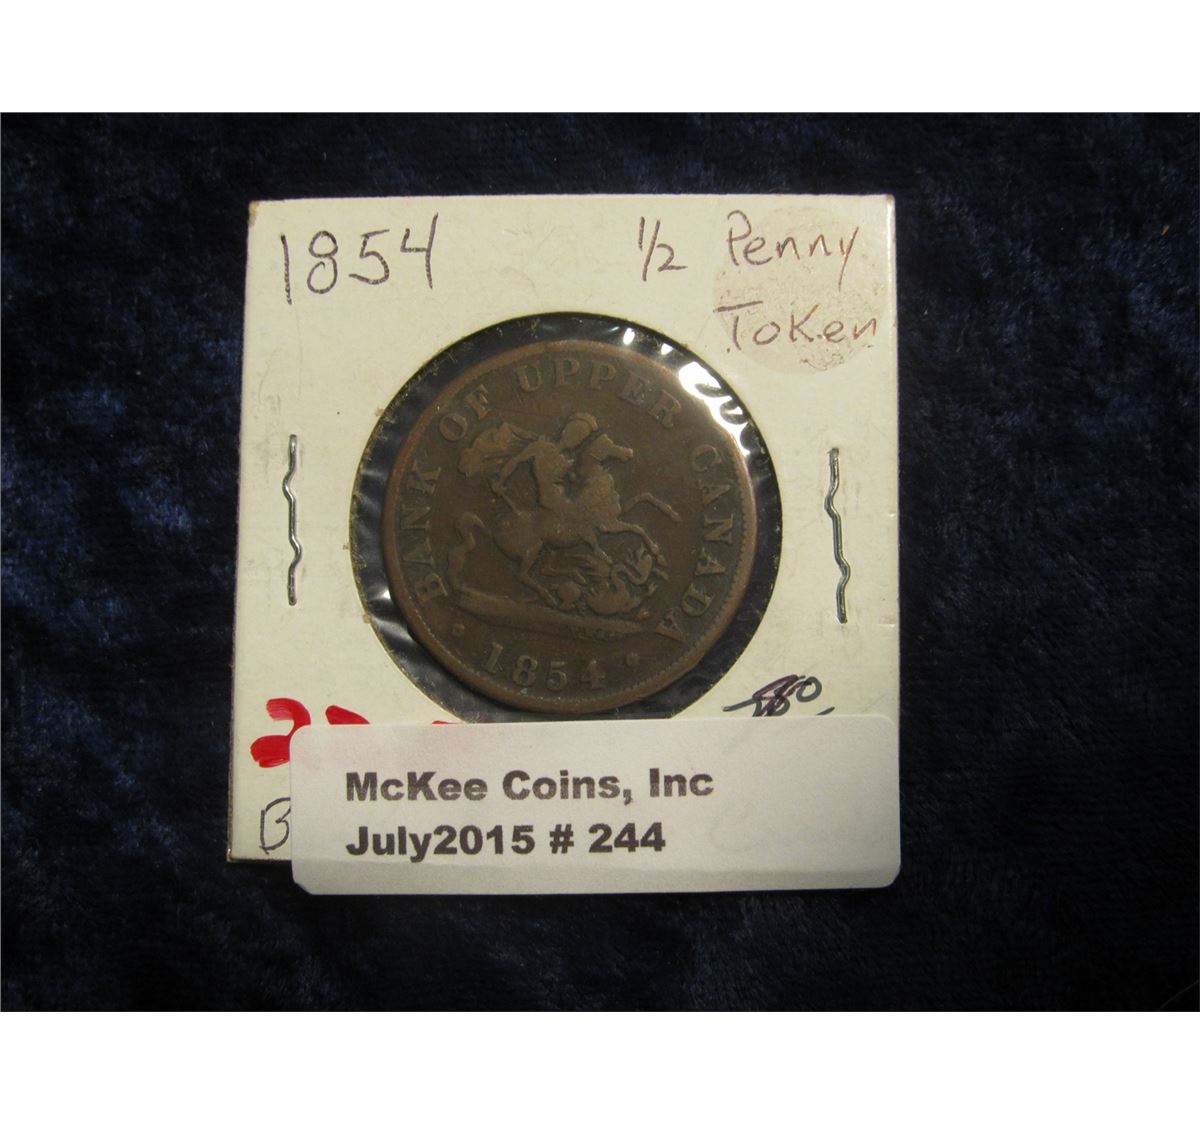 1854 1/2 Penny
Token
BANK OF UPPER CANADA
1854
McKee Coins, Inc
July2015 # 244